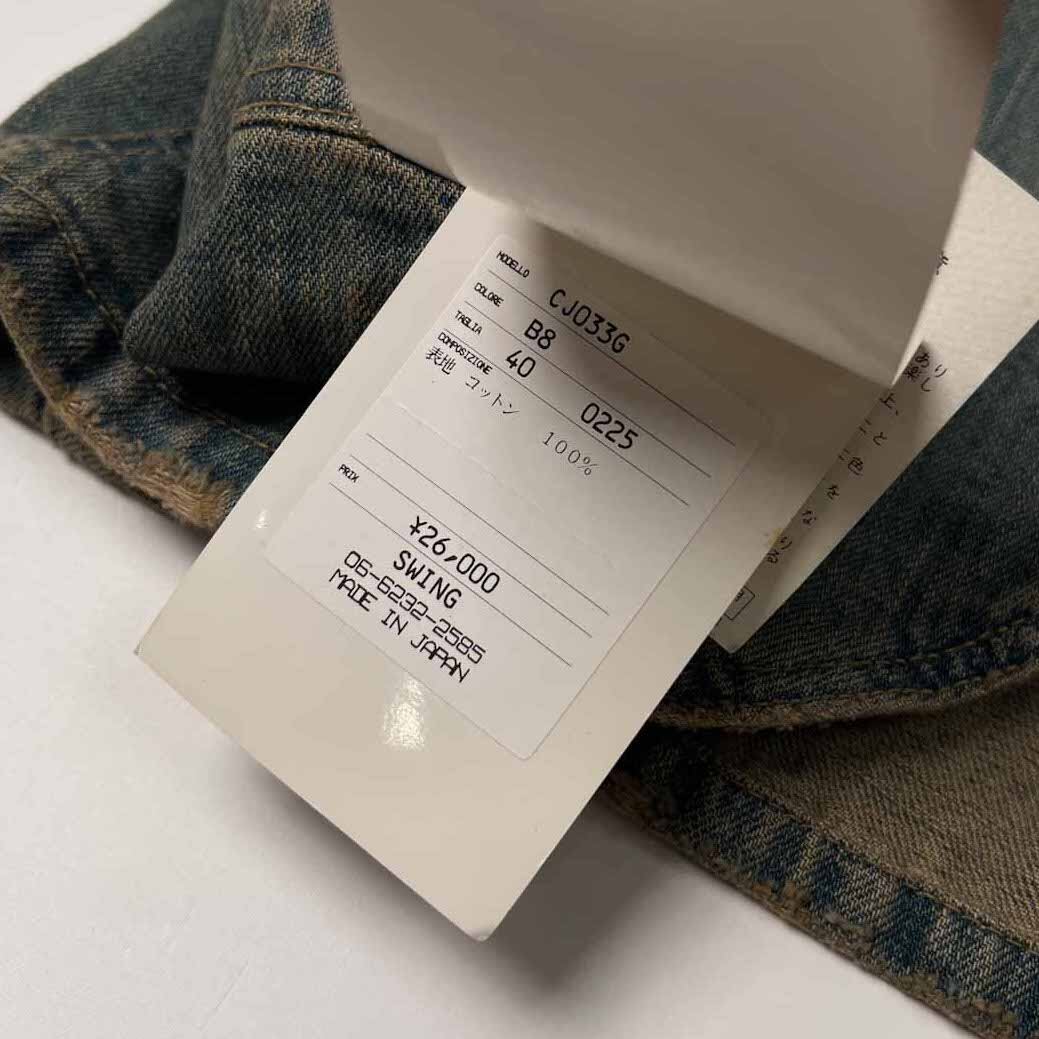 MODELLO CJ033G
COLORE B8
TAGLIA 40 0225
COMPOSIZIONE
表地 コットン 100%
PRIX ¥26,000
SWING
06-6232-2585
MADE IN JAPAN